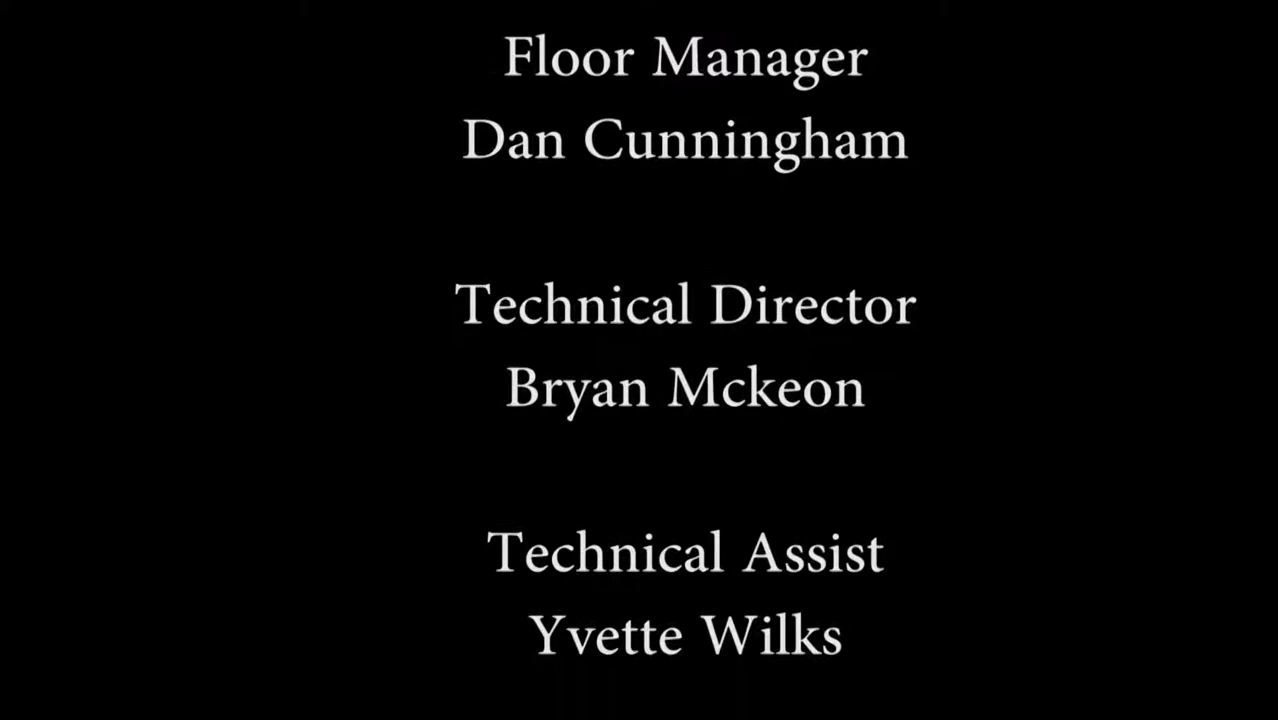 Floor Manager
Dan Cunningham
Technical Director
Bryan Mckeon
Technical Assist
Yvette Wilks